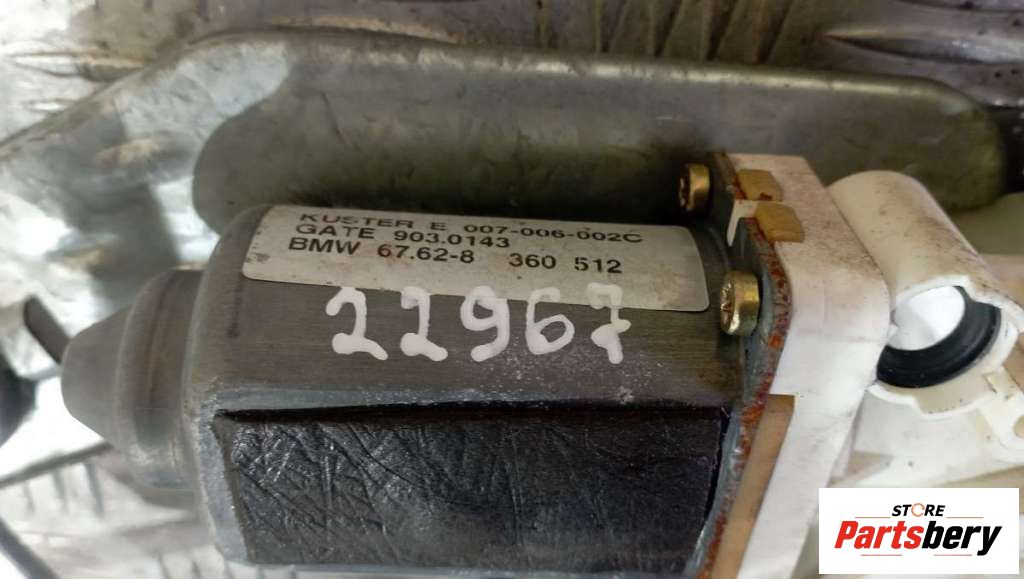 KUSTER E 007-006-002C
GATE 903.0143
BMW 67.62-8 360 512
22967
STORE
Partsbery